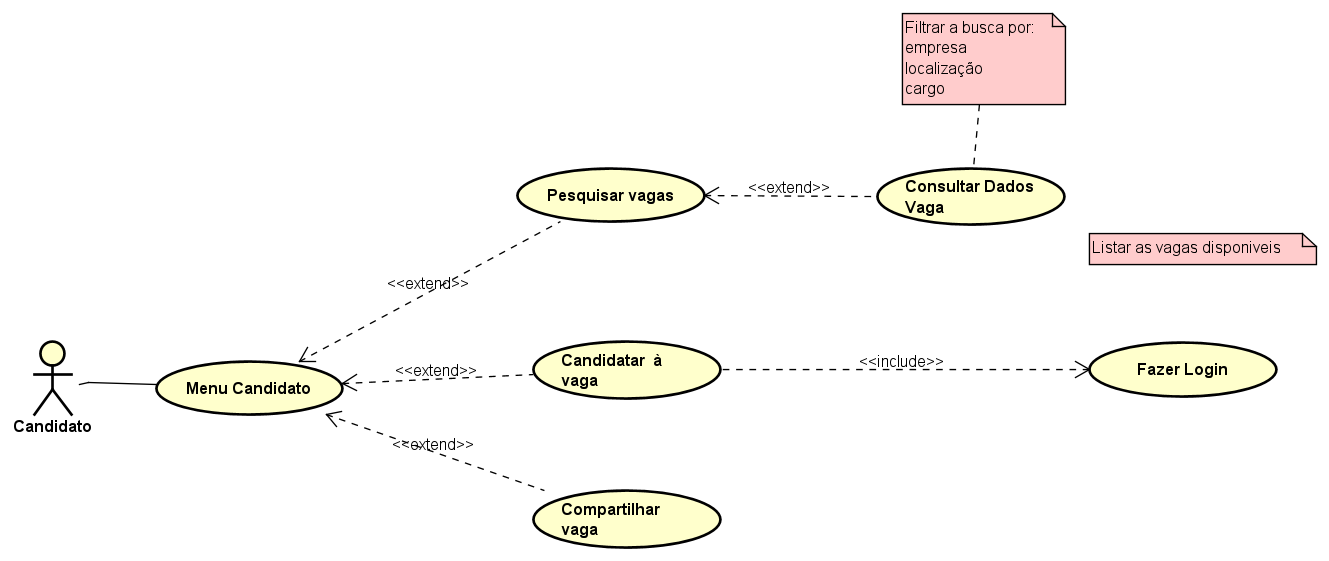 Filtrar a busca por:
empresa
localização
cargo
Pesquisar vagas
<<extend>>
Consultar Dados
Vaga
Listar as vagas disponiveis
<<extend>>
Candidatar à
vaga
<<include>>
Fazer Login
<<extend>>
Menu Candidato
Candidato
<<extend>>
Compartilhar
vaga